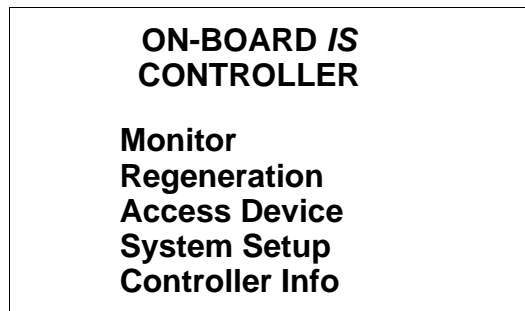 ON-BOARD IS
CONTROLLER
Monitor
Regeneration
Access Device
System Setup
Controller Info